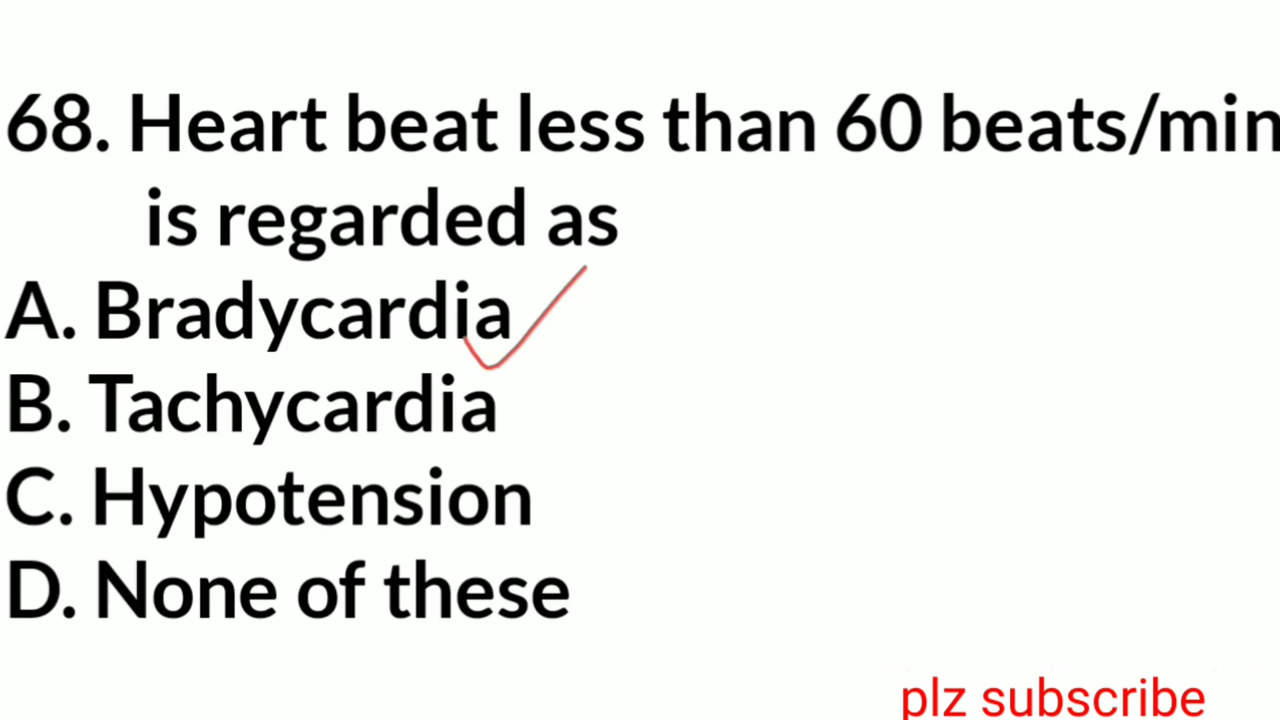 68. Heart beat less than 60 beats/min
is regarded as
A. Bradycardia
B. Tachycardia
C. Hypotension
D. None of these
plz subscribe